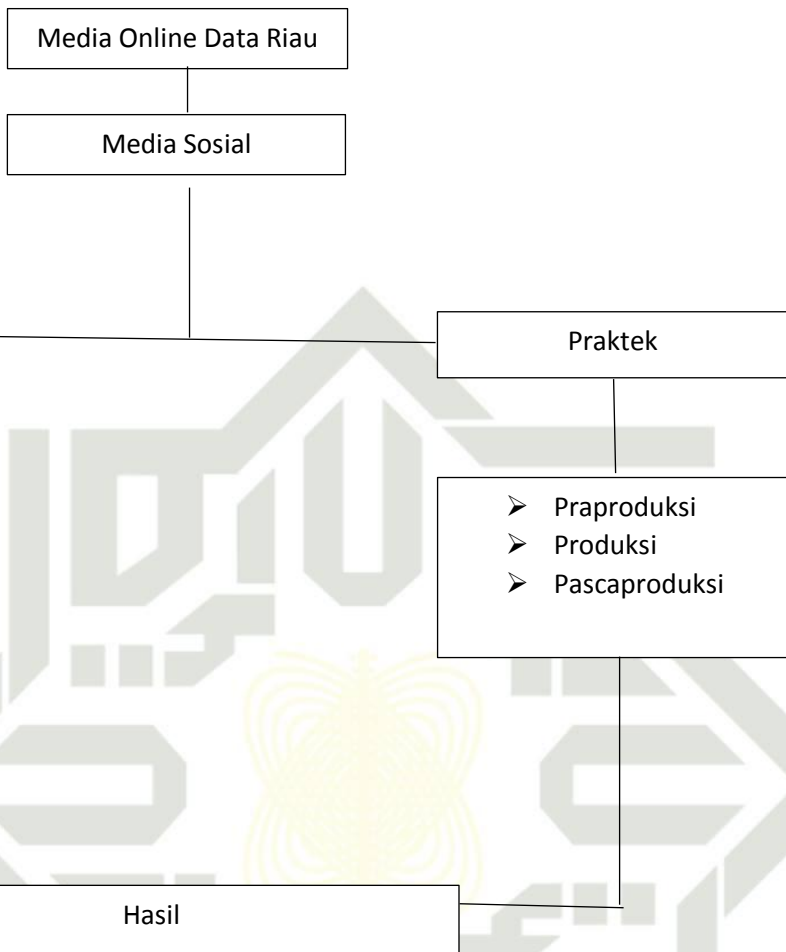 Media Online Data Riau
Media Sosial
Praktek
➢ Praproduksi
➢ Produksi
➢ Pascaproduksi
Hasil